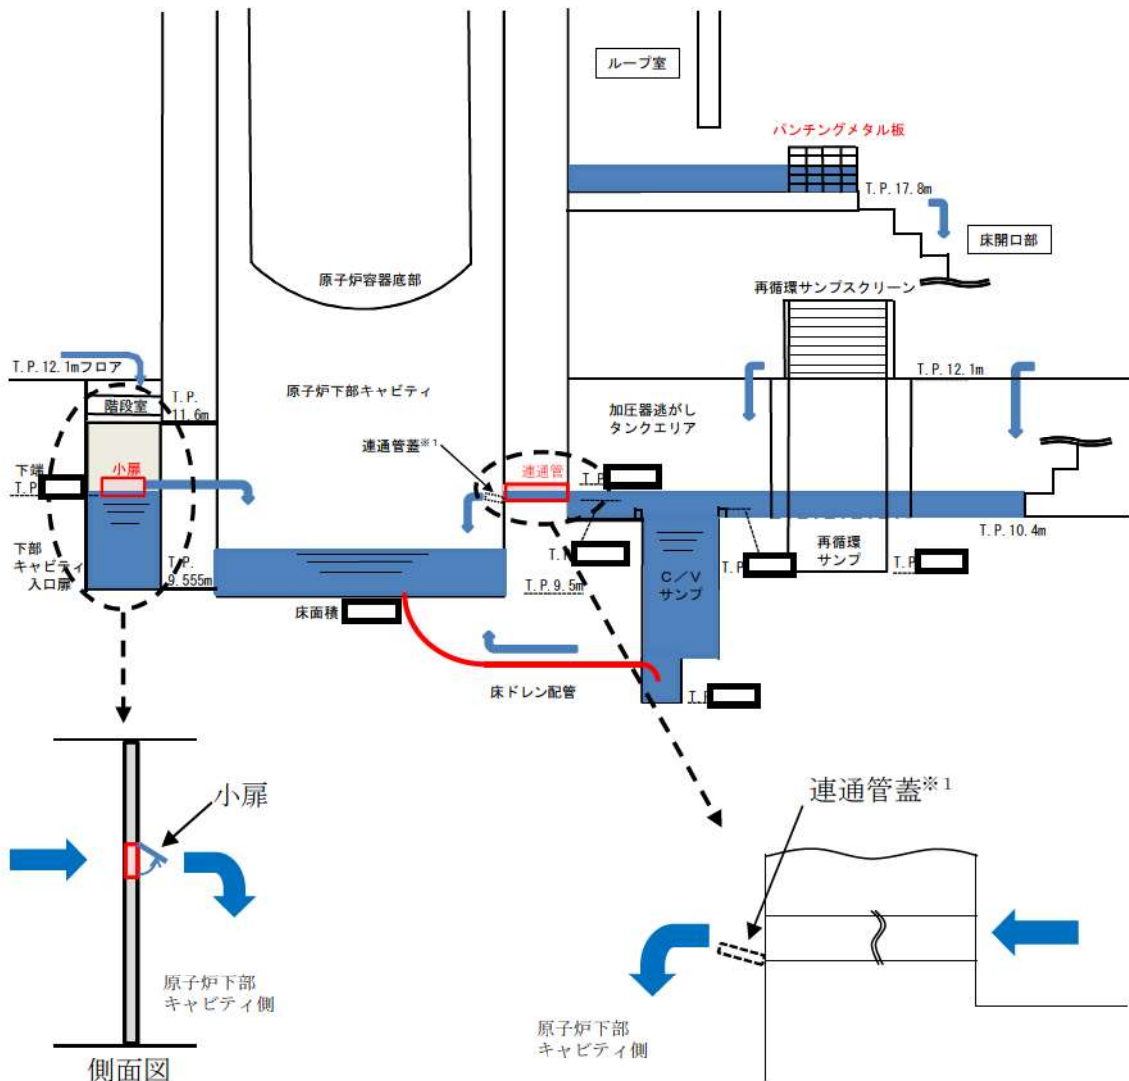 ループ室
パンチングメタル板
T.P.17.8m
床開口部
原子炉容器底部
再循環サンプスクリーン
T.P.12.1mフロア
T.P.12.1m
階段室
T.P.
11.6m
原子炉下部キャビティ
加圧器逃がし
タンクエリア
連通管蓋※1
連通管
下端
T.P
小扉
T.P
下部
キャビティ
入口扉
T.P.
9.555m
T.P.9.5m
T.P
T.P
再循環
サンプ
T.P
T.P.10.4m
C/V
サンプ
床面積
床ドレン配管
T.P
小扉
原子炉下部
キャビティ側
側面図
連通管蓋※1
原子炉下部
キャビティ側